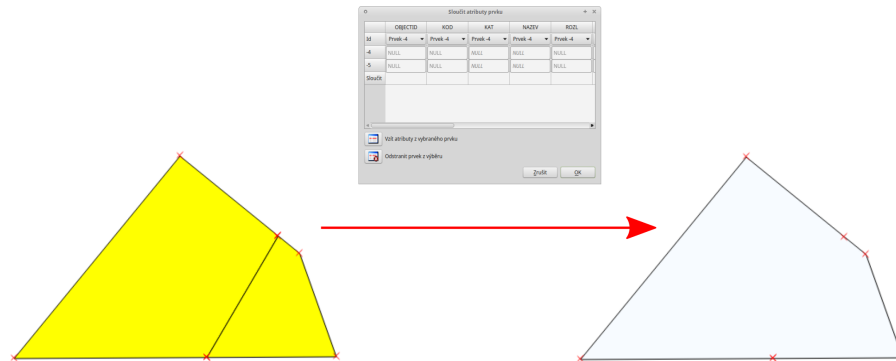 Sloučit atributy prvku
OBJECTID KOD KAT NAZEV ROZL
Id Prvek -4 Prvek -4 Prvek -4 Prvek -4 Prvek -4
-4 NULL NULL NULL NULL NULL
-5 NULL NULL NULL NULL NULL
Sloučit
Vzít atributy z vybraného prvku
Odstranit prvek z výběru
Zrušit OK